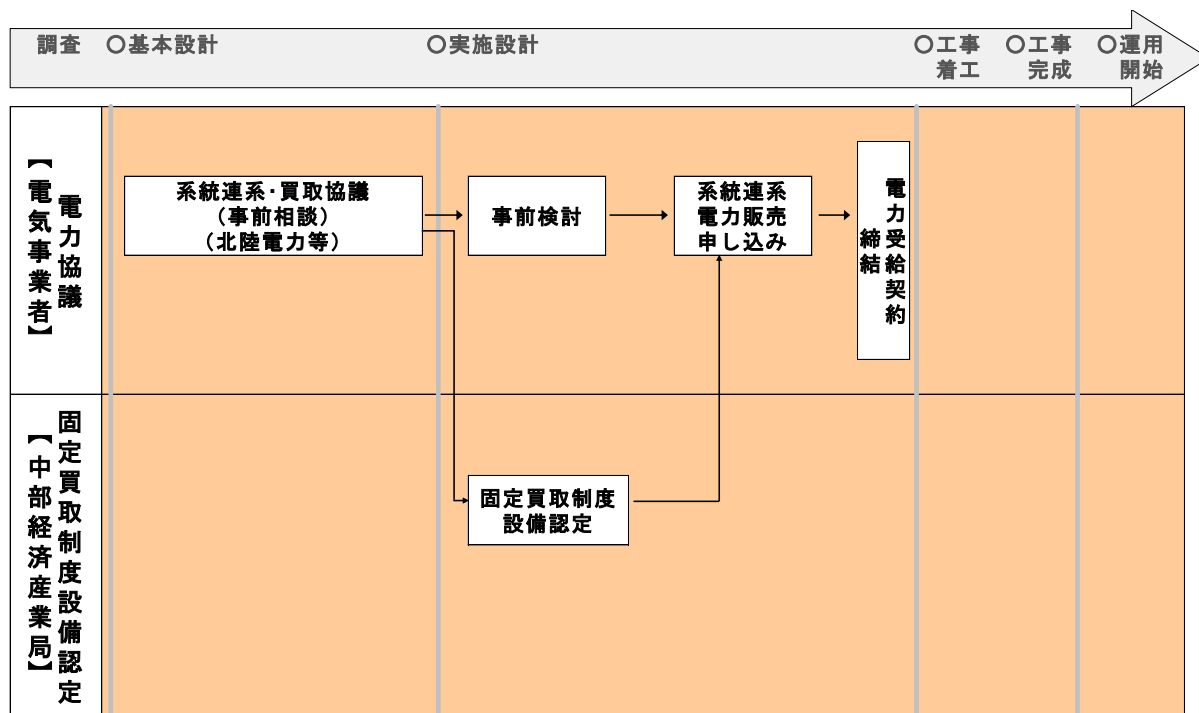 調査
○基本設計
○実施設計
○工事
着工
○工事
完成
○運用
開始
電力協議
【電気事業者】
系統連系・買取協議
（事前相談）
（北陸電力等）
事前検討
系統連系
電力販売
申し込み
電力受給契約
締結
固定買取制度設備認定
【中部経済産業局】
固定買取制度
設備認定